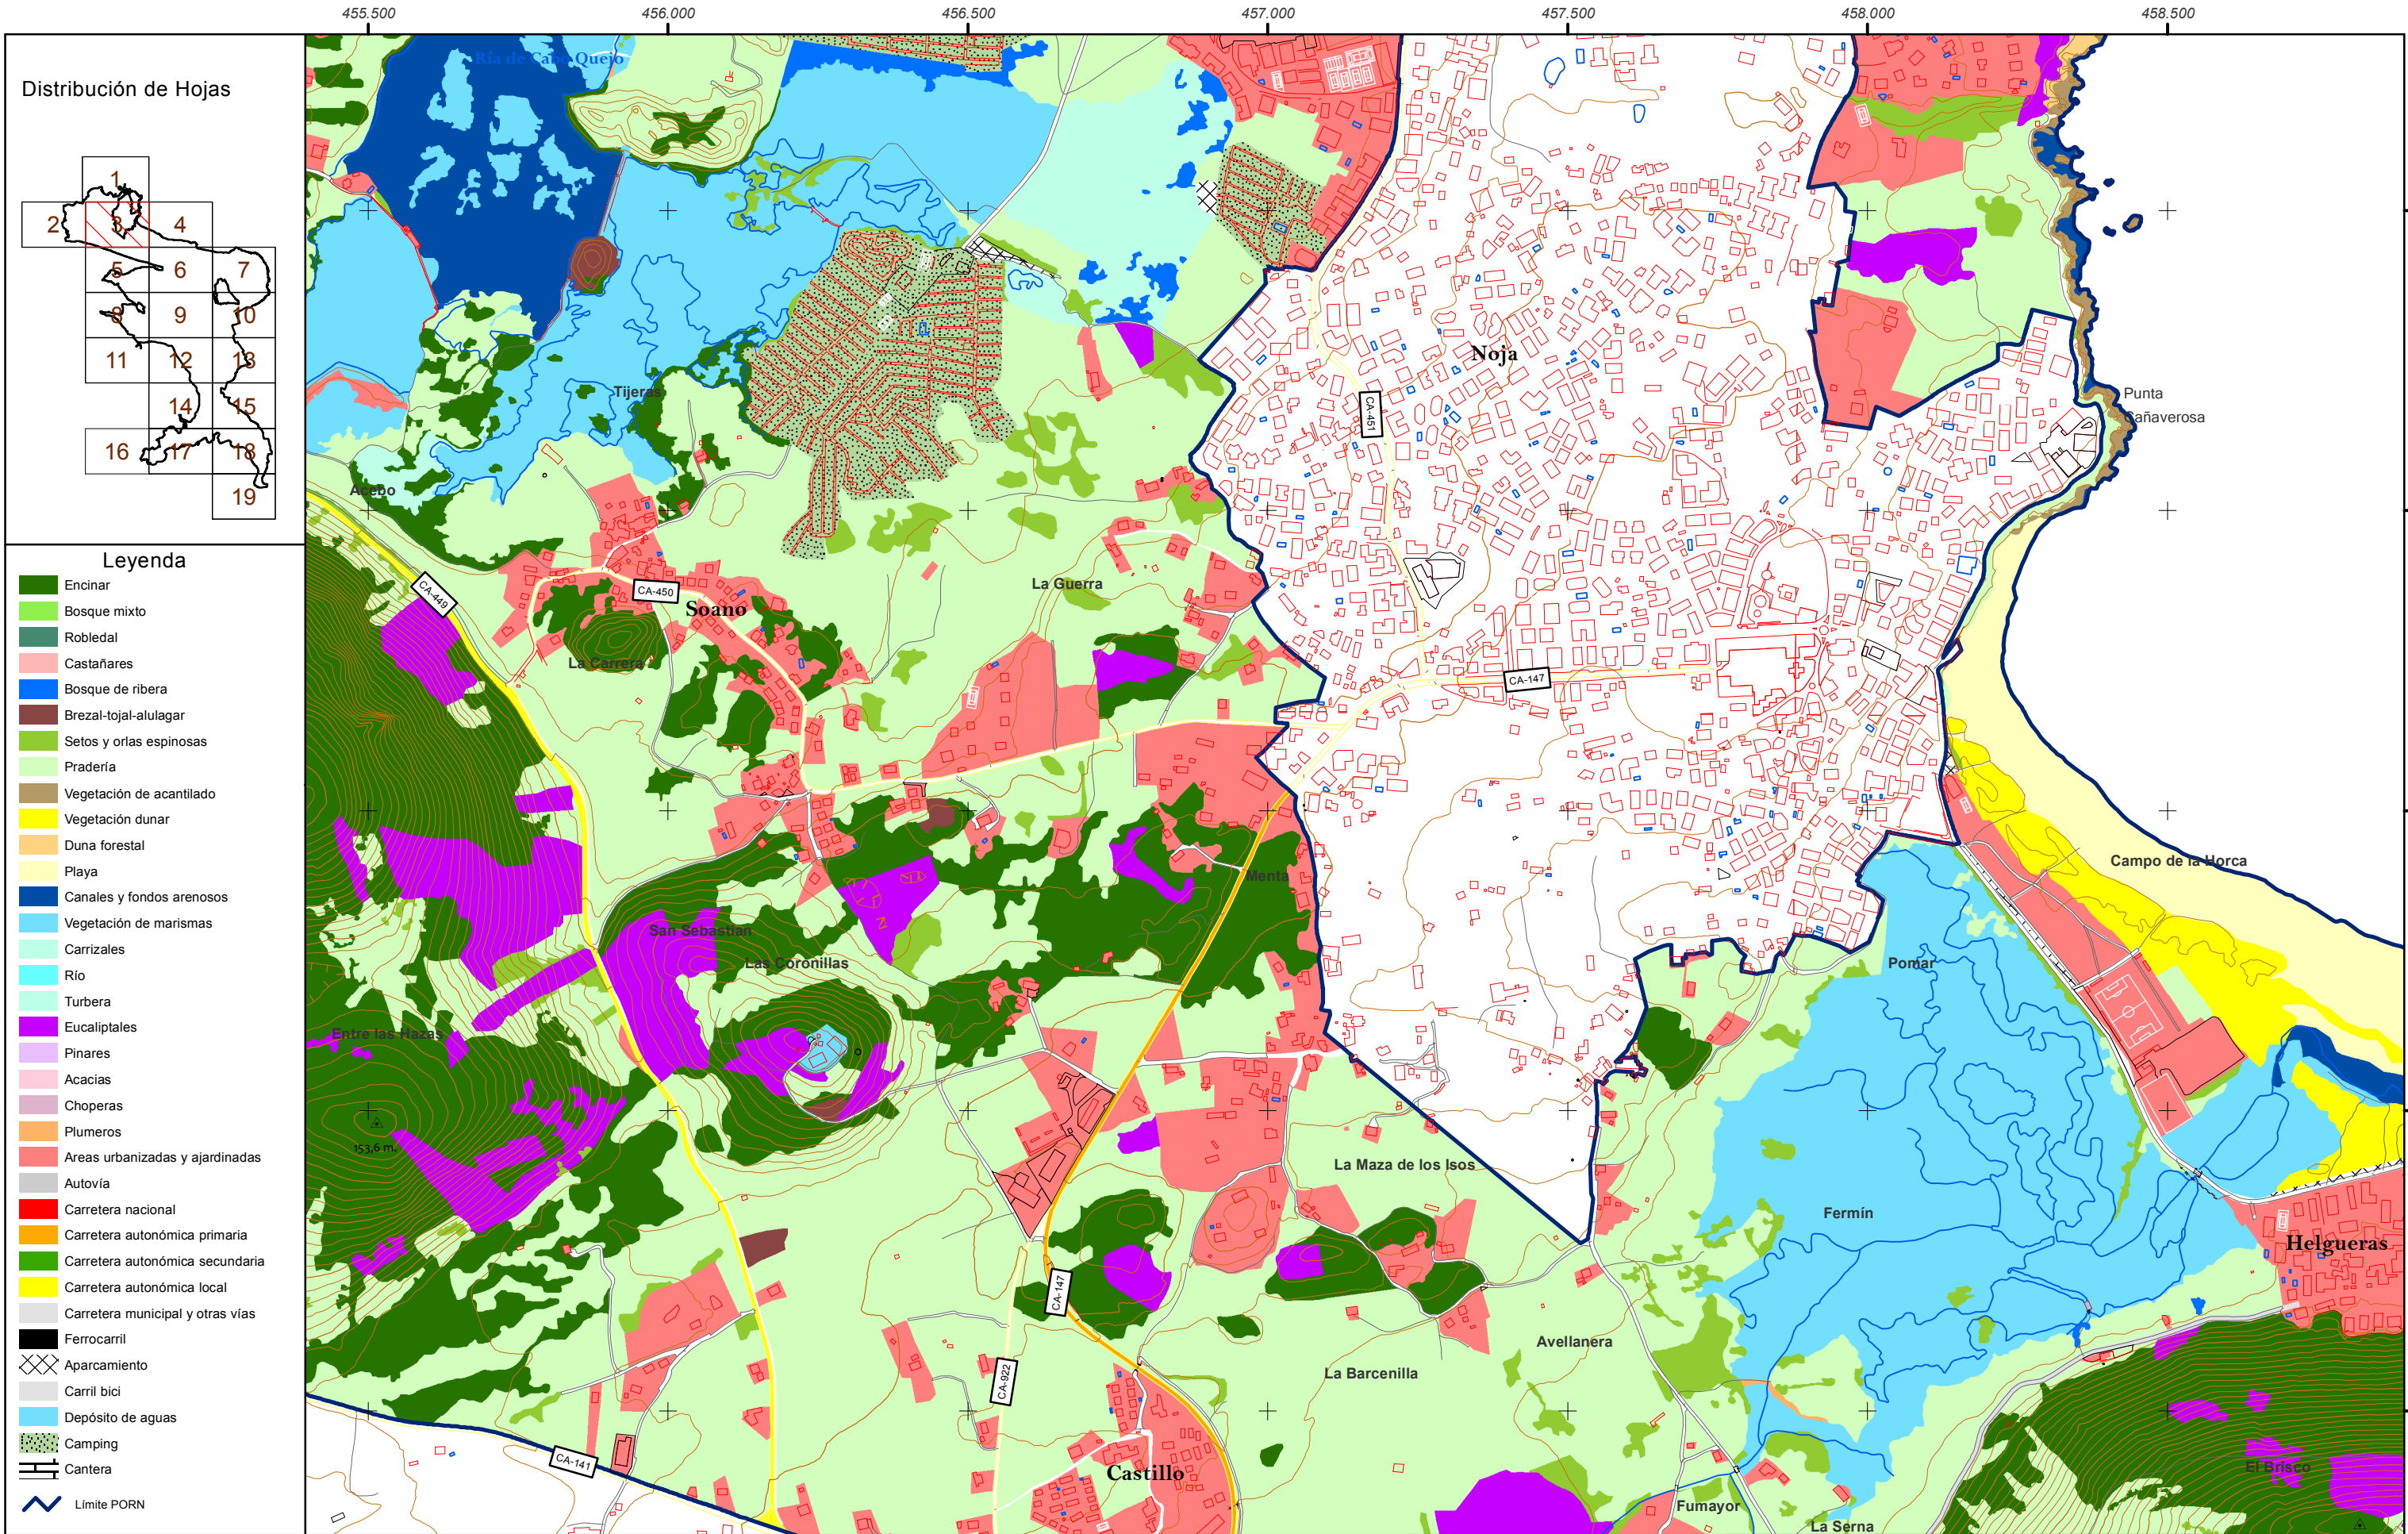 455.500 456.000 456.500 457.000 457.500 458.000 458.500
Distribución de Hojas
1
2 3 4
5 6 7
8 9 10
11 12 13
14 15
16 17 18
19
Leyenda
Encinar
Bosque mixto
Robledal
Castañares
Bosque de ribera
Brezal-tojal-alulagar
Setos y orlas espinosas
Pradería
Vegetación de acantilado
Vegetación dunar
Duna forestal
Playa
Canales y fondos arenosos
Vegetación de marismas
Carrizales
Río
Turbera
Eucaliptales
Pinares
Acacias
Choperas
Plumeros
Areas urbanizadas y ajardinadas
Autovía
Carretera nacional
Carretera autonómica primaria
Carretera autonómica secundaria
Carretera autonómica local
Carretera municipal y otras vías
Ferrocarril
Aparcamiento
Carril bici
Depósito de aguas
Camping
Cantera
Límite PORN
Ría de Cabo Quejo
Noja
CA-451
Punta
Cañaverosa
Tijeras
Acebo
CA-449
CA-450
Soano
La Guerra
La Carrera
CA-147
Campo de la Horca
Menta
San Sebastian
Las Coronillas
Pomar
Entre las Hazas
153,6 m.
La Maza de los Isos
Fermín
Helgueras
CA-147
Avellanera
La Barcenilla
CA-922
CA-141
Castillo
El Brisco
Fumayor
La Serna